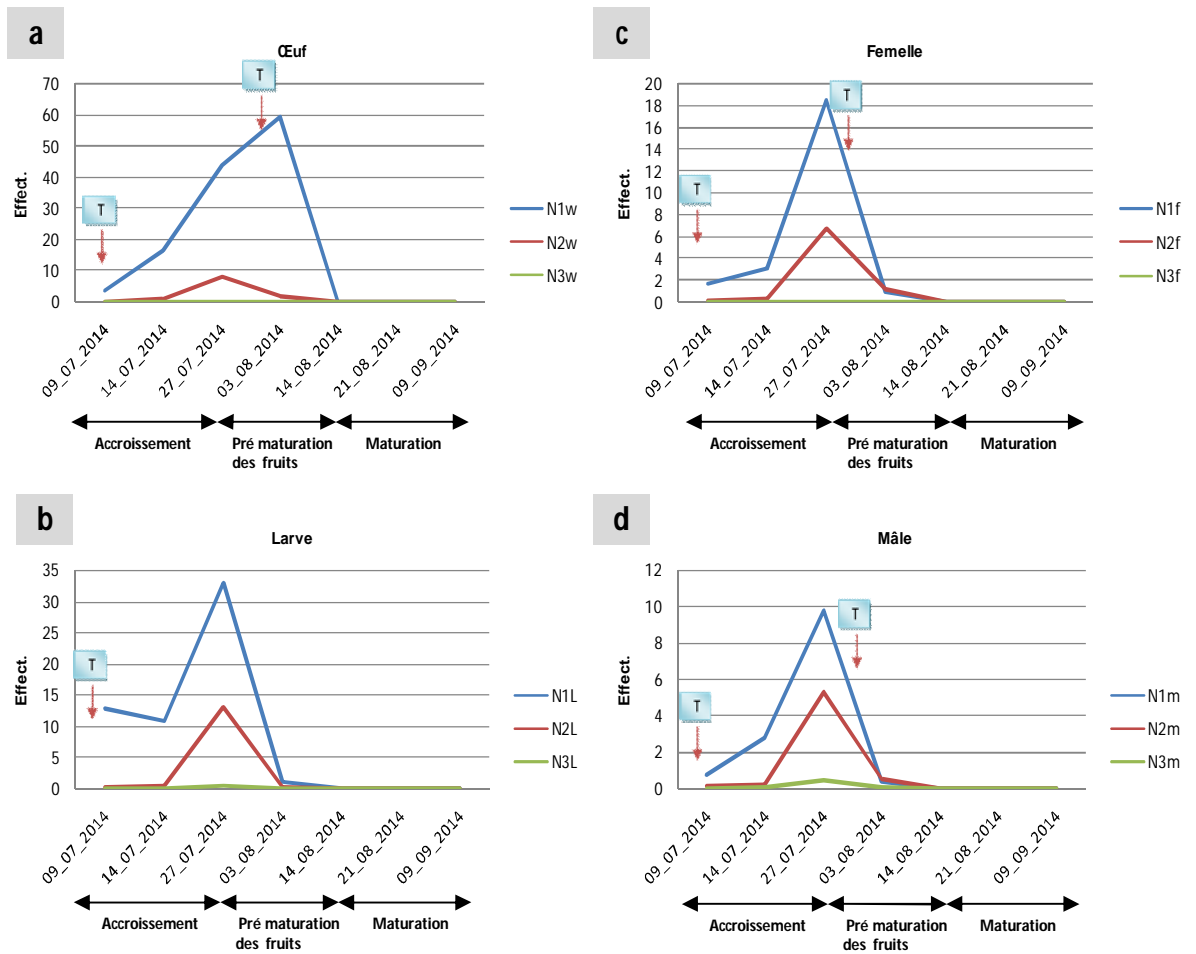 a
Œuf
T
T
70
60
50
40
30
20
10
0
Effect.
N1w
N2w
N3w
09_07_2014
14_07_2014
27_07_2014
03_08_2014
14_08_2014
21_08_2014
09_09_2014
Accroissement
Pré maturation
des fruits
Maturation
c
Femelle
T
T
20
18
16
14
12
10
8
6
4
2
0
Effect.
N1f
N2f
N3f
09_07_2014
14_07_2014
27_07_2014
03_08_2014
14_08_2014
21_08_2014
09_09_2014
Accroissement
Pré maturation
des fruits
Maturation
b
Larve
T
35
30
25
20
15
10
5
0
Effect.
N1L
N2L
N3L
09_07_2014
14_07_2014
27_07_2014
03_08_2014
14_08_2014
21_08_2014
09_09_2014
Accroissement
Pré maturation
des fruits
Maturation
d
Mâle
T
T
12
10
8
6
4
2
0
Effect.
N1m
N2m
N3m
09_07_2014
14_07_2014
27_07_2014
03_08_2014
14_08_2014
21_08_2014
09_09_2014
Accroissement
Pré maturation
des fruits
Maturation